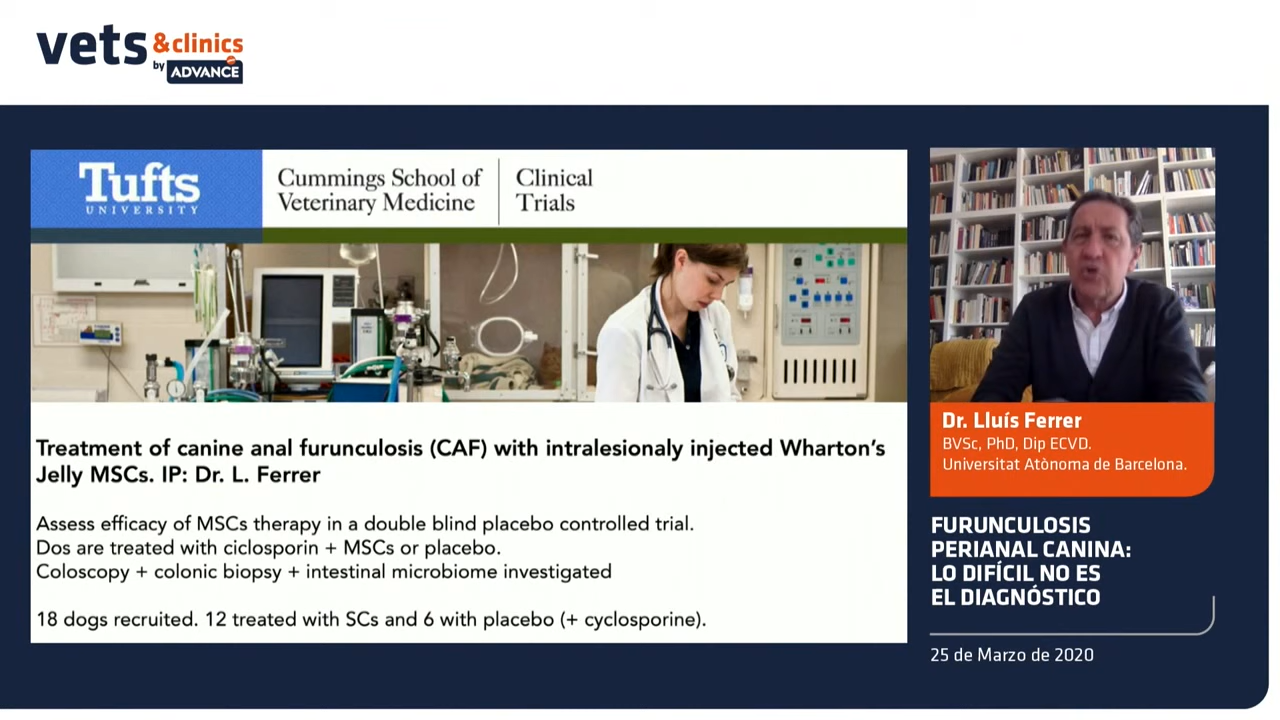 vets &clinics
by ADVANCE
Tufts
UNIVERSITY
Cummings School of
Veterinary Medicine
Clinical
Trials
Treatment of canine anal furunculosis (CAF) with intralesionaly injected Wharton's
Jelly MSCs. IP: Dr. L. Ferrer
Assess efficacy of MSCs therapy in a double blind placebo controlled trial.
Dos are treated with ciclosporin + MSCs or placebo.
Coloscopy + colonic biopsy + intestinal microbiome investigated
18 dogs recruited. 12 treated with SCs and 6 with placebo (+ cyclosporine).
Dr. Lluís Ferrer
BVSc, PhD, Dip ECVD.
Universitat Atònoma de Barcelona.
FURUNCULOSIS
PERIANAL CANINA:
LO DIFÍCIL NO ES
EL DIAGNÓSTICO
25 de Marzo de 2020